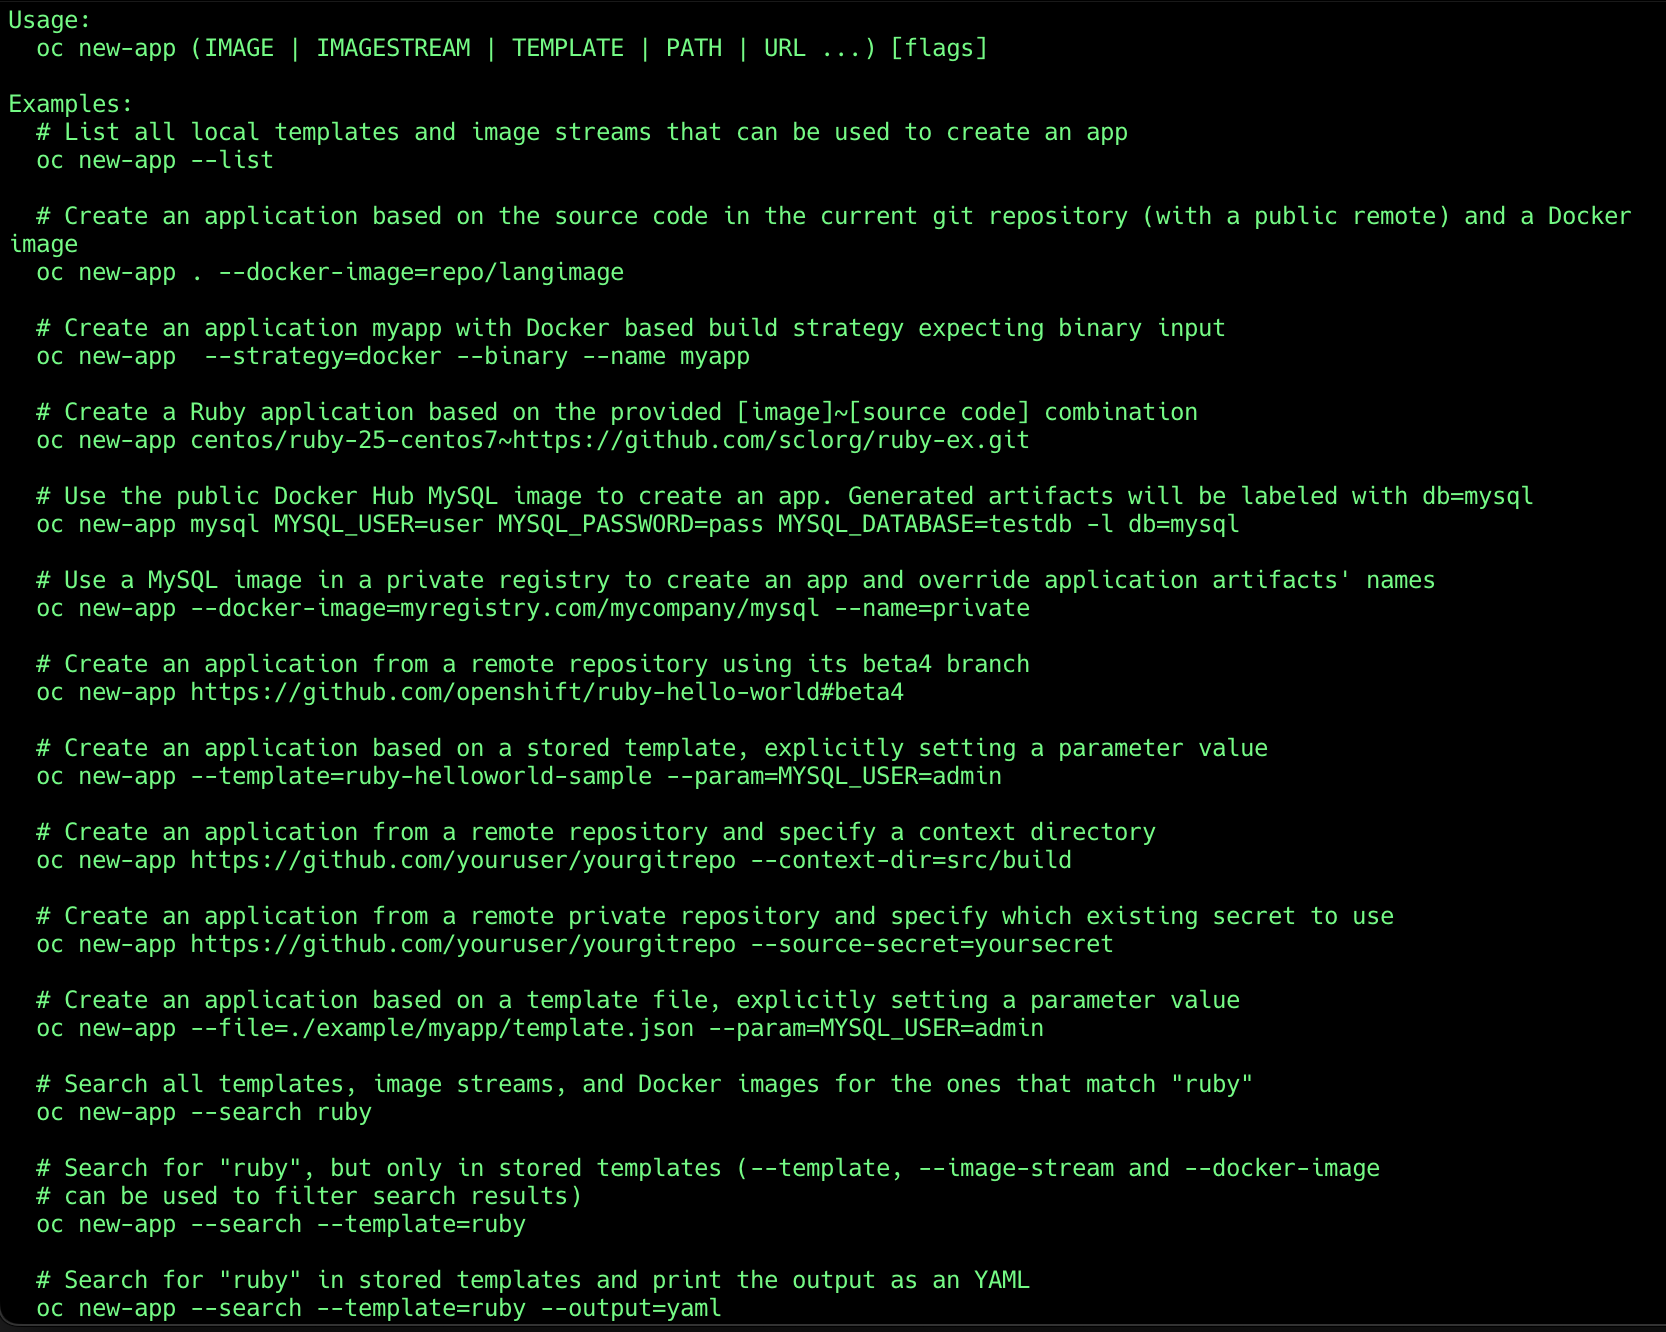 Usage:
  oc new-app (IMAGE | IMAGESTREAM | TEMPLATE | PATH | URL ...) [flags]

Examples:
  # List all local templates and image streams that can be used to create an app
  oc new-app --list

  # Create an application based on the source code in the current git repository (with a public remote) and a Docker
image
  oc new-app . --docker-image=repo/langimage

  # Create an application myapp with Docker based build strategy expecting binary input
  oc new-app  --strategy=docker --binary --name myapp

  # Create a Ruby application based on the provided [image]~[source code] combination
  oc new-app centos/ruby-25-centos7~https://github.com/sclorg/ruby-ex.git

  # Use the public Docker Hub MySQL image to create an app. Generated artifacts will be labeled with db=mysql
  oc new-app mysql MYSQL_USER=user MYSQL_PASSWORD=pass MYSQL_DATABASE=testdb -l db=mysql

  # Use a MySQL image in a private registry to create an app and override application artifacts' names
  oc new-app --docker-image=myregistry.com/mycompany/mysql --name=private

  # Create an application from a remote repository using its beta4 branch
  oc new-app https://github.com/openshift/ruby-hello-world#beta4

  # Create an application based on a stored template, explicitly setting a parameter value
  oc new-app --template=ruby-helloworld-sample --param=MYSQL_USER=admin

  # Create an application from a remote repository and specify a context directory
  oc new-app https://github.com/youruser/yourgitrepo --context-dir=src/build

  # Create an application from a remote private repository and specify which existing secret to use
  oc new-app https://github.com/youruser/yourgitrepo --source-secret=yoursecret

  # Create an application based on a template file, explicitly setting a parameter value
  oc new-app --file=./example/myapp/template.json --param=MYSQL_USER=admin

  # Search all templates, image streams, and Docker images for the ones that match "ruby"
  oc new-app --search ruby

  # Search for "ruby", but only in stored templates (--template, --image-stream and --docker-image
  # can be used to filter search results)
  oc new-app --search --template=ruby

  # Search for "ruby" in stored templates and print the output as an YAML
  oc new-app --search --template=ruby --output=yaml